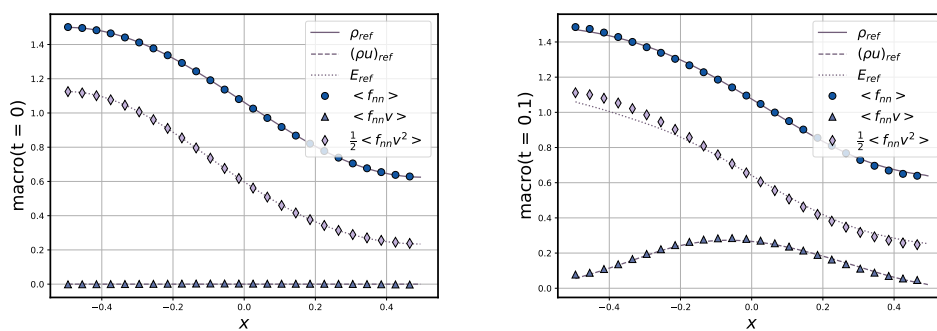 macro(t = 0)
1.4
1.2
1.0
0.8
0.6
0.4
0.2
0.0
−0.4
−0.2
0.0
0.2
0.4
x
ρref
(ρu)ref
Eref
< fnn >
< fnnv >
½ < fnnv² >
macro(t = 0.1)
1.4
1.2
1.0
0.8
0.6
0.4
0.2
0.0
−0.4
−0.2
0.0
0.2
0.4
x
ρref
(ρu)ref
Eref
< fnn >
< fnnv >
½ < fnnv² >